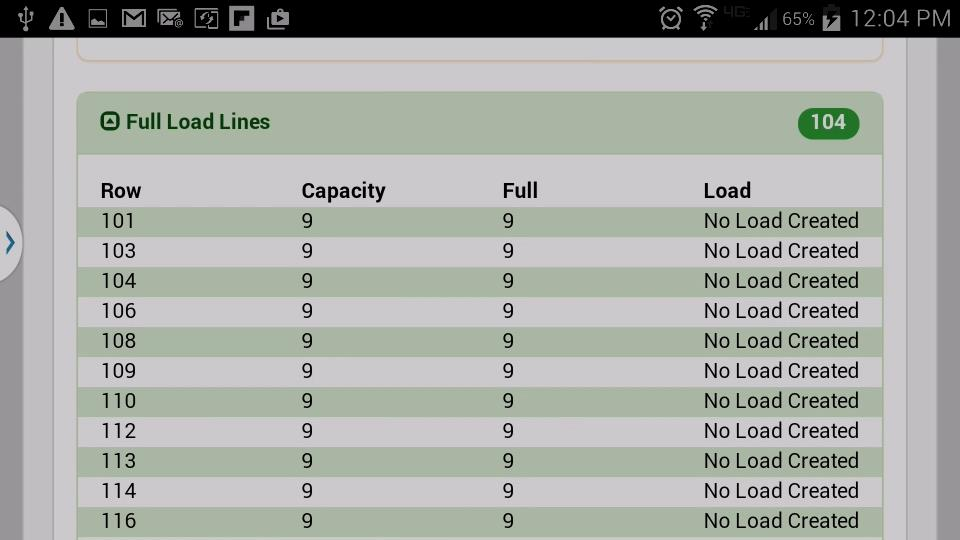 4G 65% 12:04 PM
Full Load Lines 104
Row Capacity Full Load
101 9 9 No Load Created
103 9 9 No Load Created
104 9 9 No Load Created
106 9 9 No Load Created
108 9 9 No Load Created
109 9 9 No Load Created
110 9 9 No Load Created
112 9 9 No Load Created
113 9 9 No Load Created
114 9 9 No Load Created
116 9 9 No Load Created